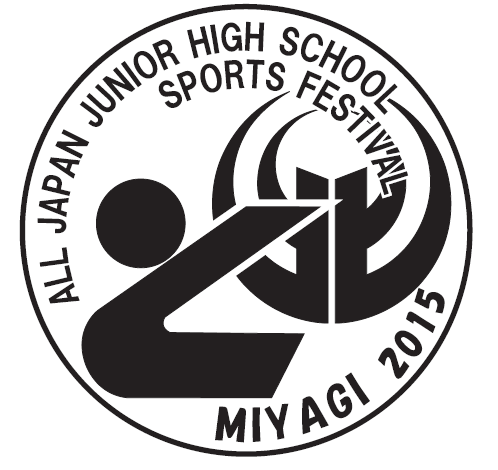 ALL JAPAN JUNIOR HIGH SCHOOL
SPORTS FESTIVAL
MIYAGI 2015